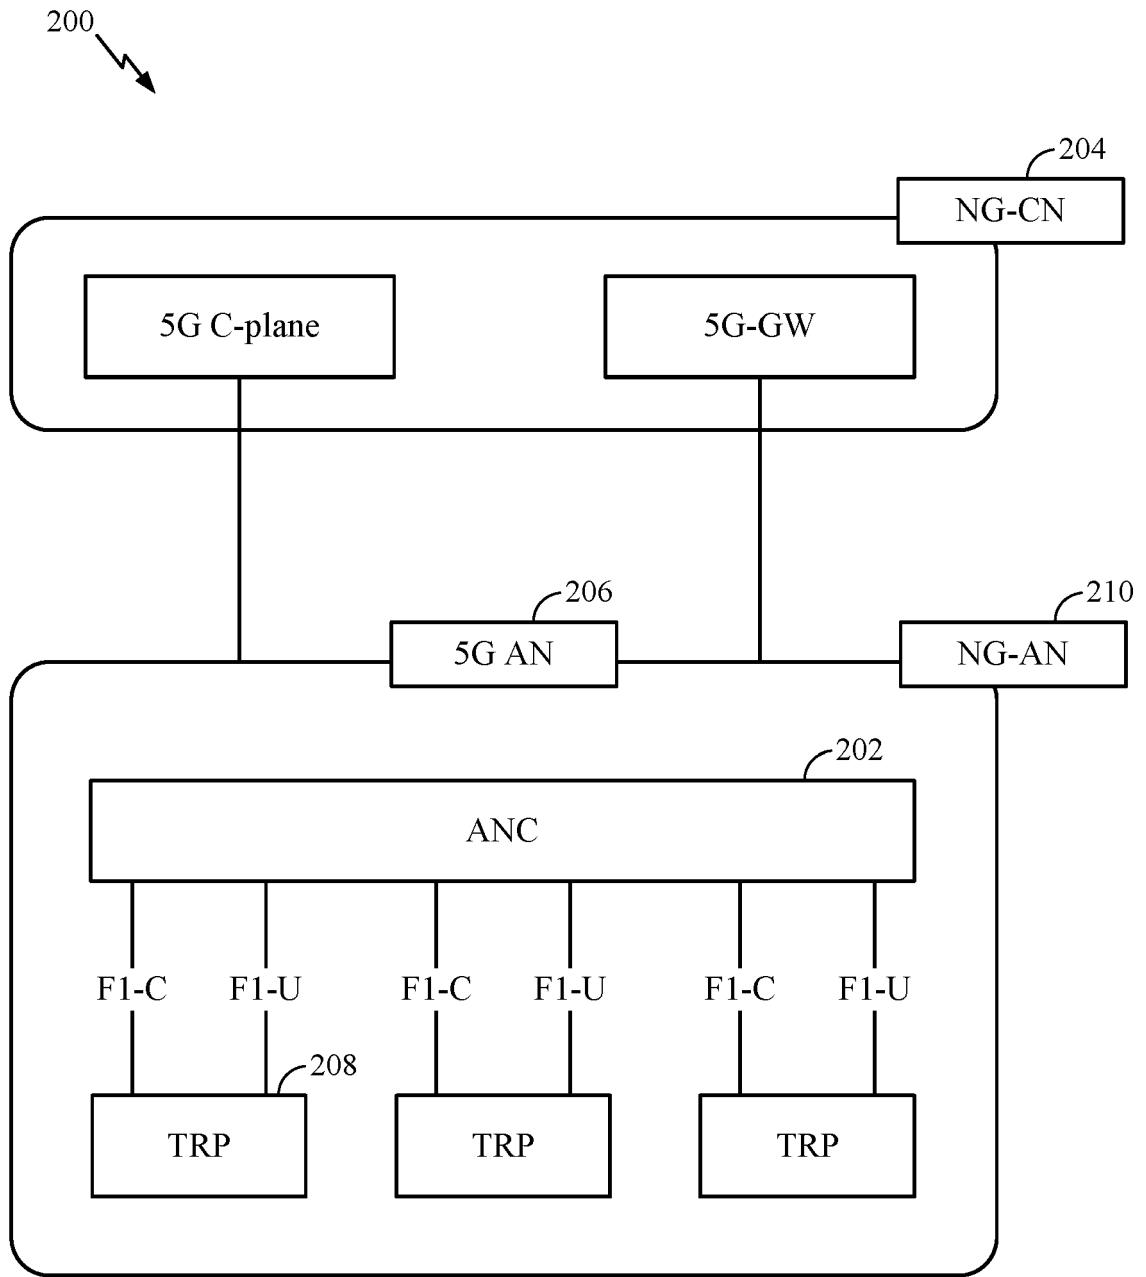 200
204
NG-CN
5G C-plane
5G-GW
206
210
5G AN
NG-AN
202
ANC
F1-C F1-U F1-C F1-U F1-C F1-U
208
TRP TRP TRP